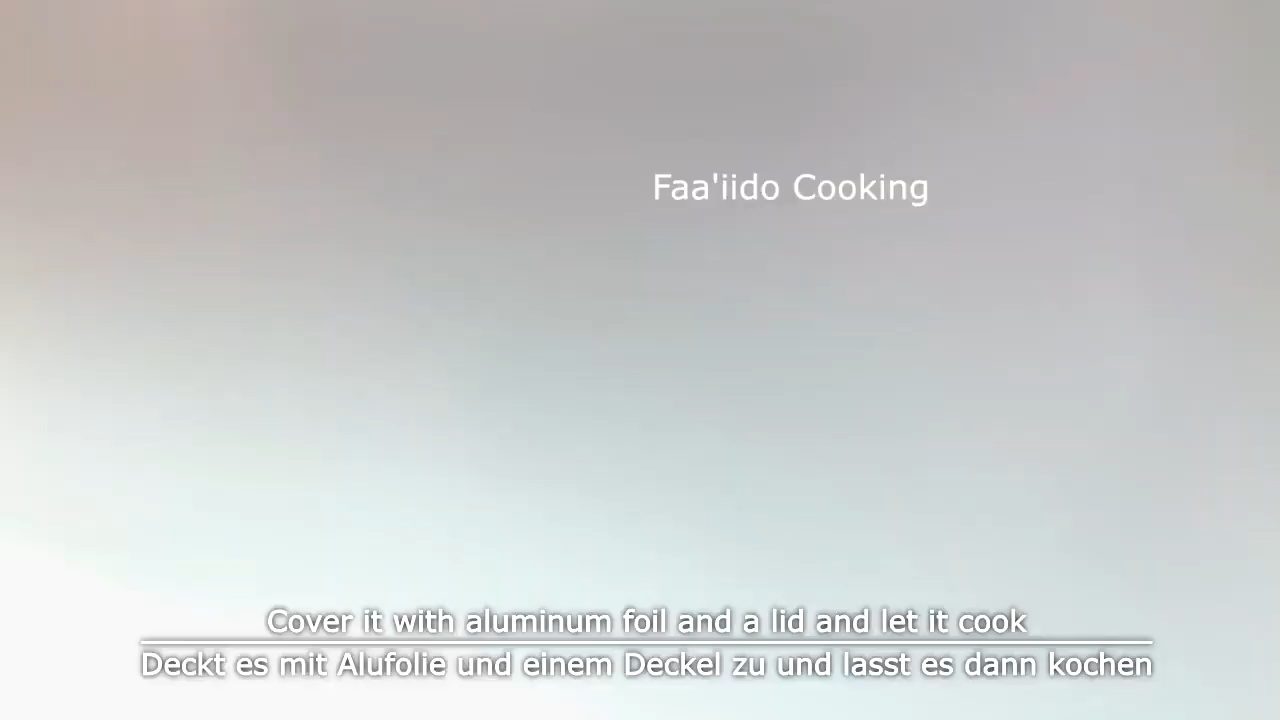 Faa'iido Cooking
Cover it with aluminum foil and a lid and let it cook
Deckt es mit Alufolie und einem Deckel zu und lasst es dann kochen